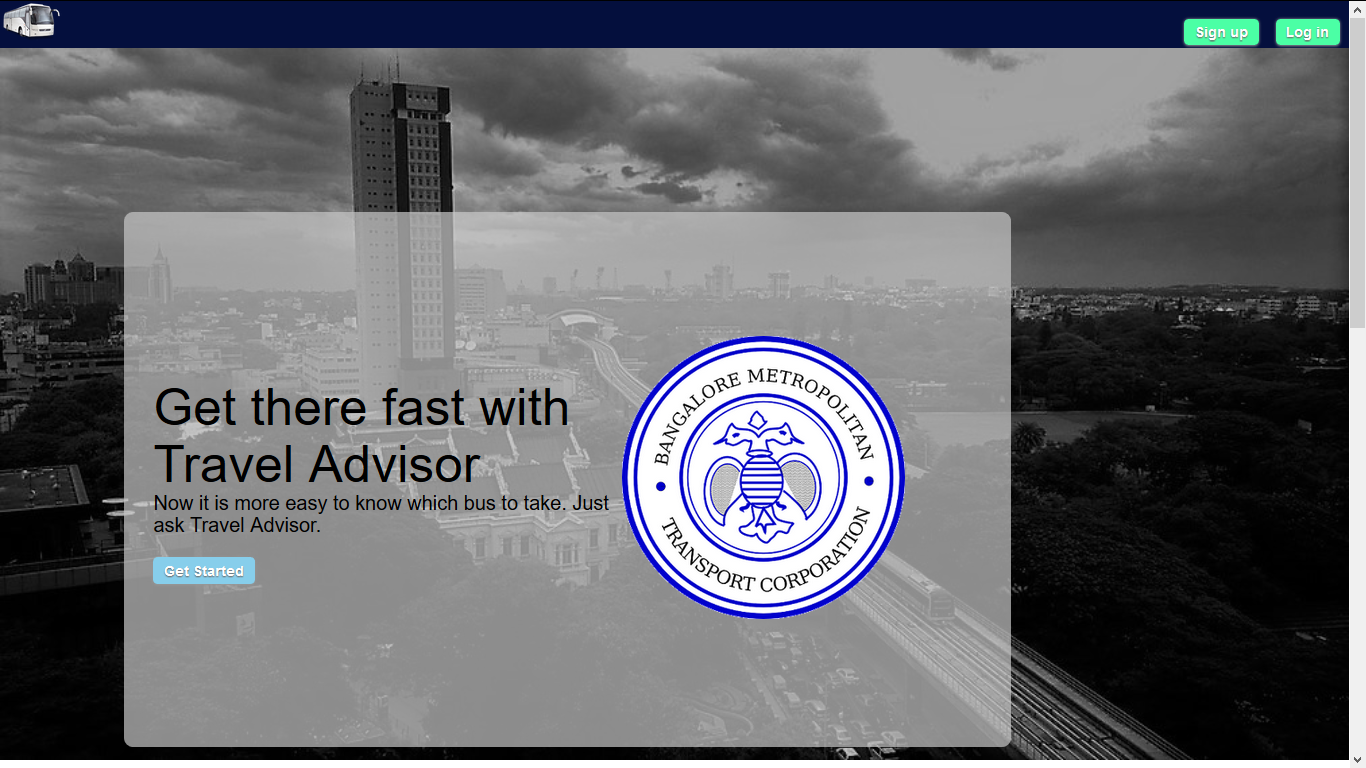 Sign up
Log in
Get there fast with
Travel Advisor
Now it is more easy to know which bus to take. Just
ask Travel Advisor.
Get Started
BANGALORE METROPOLITAN
TRANSPORT CORPORATION